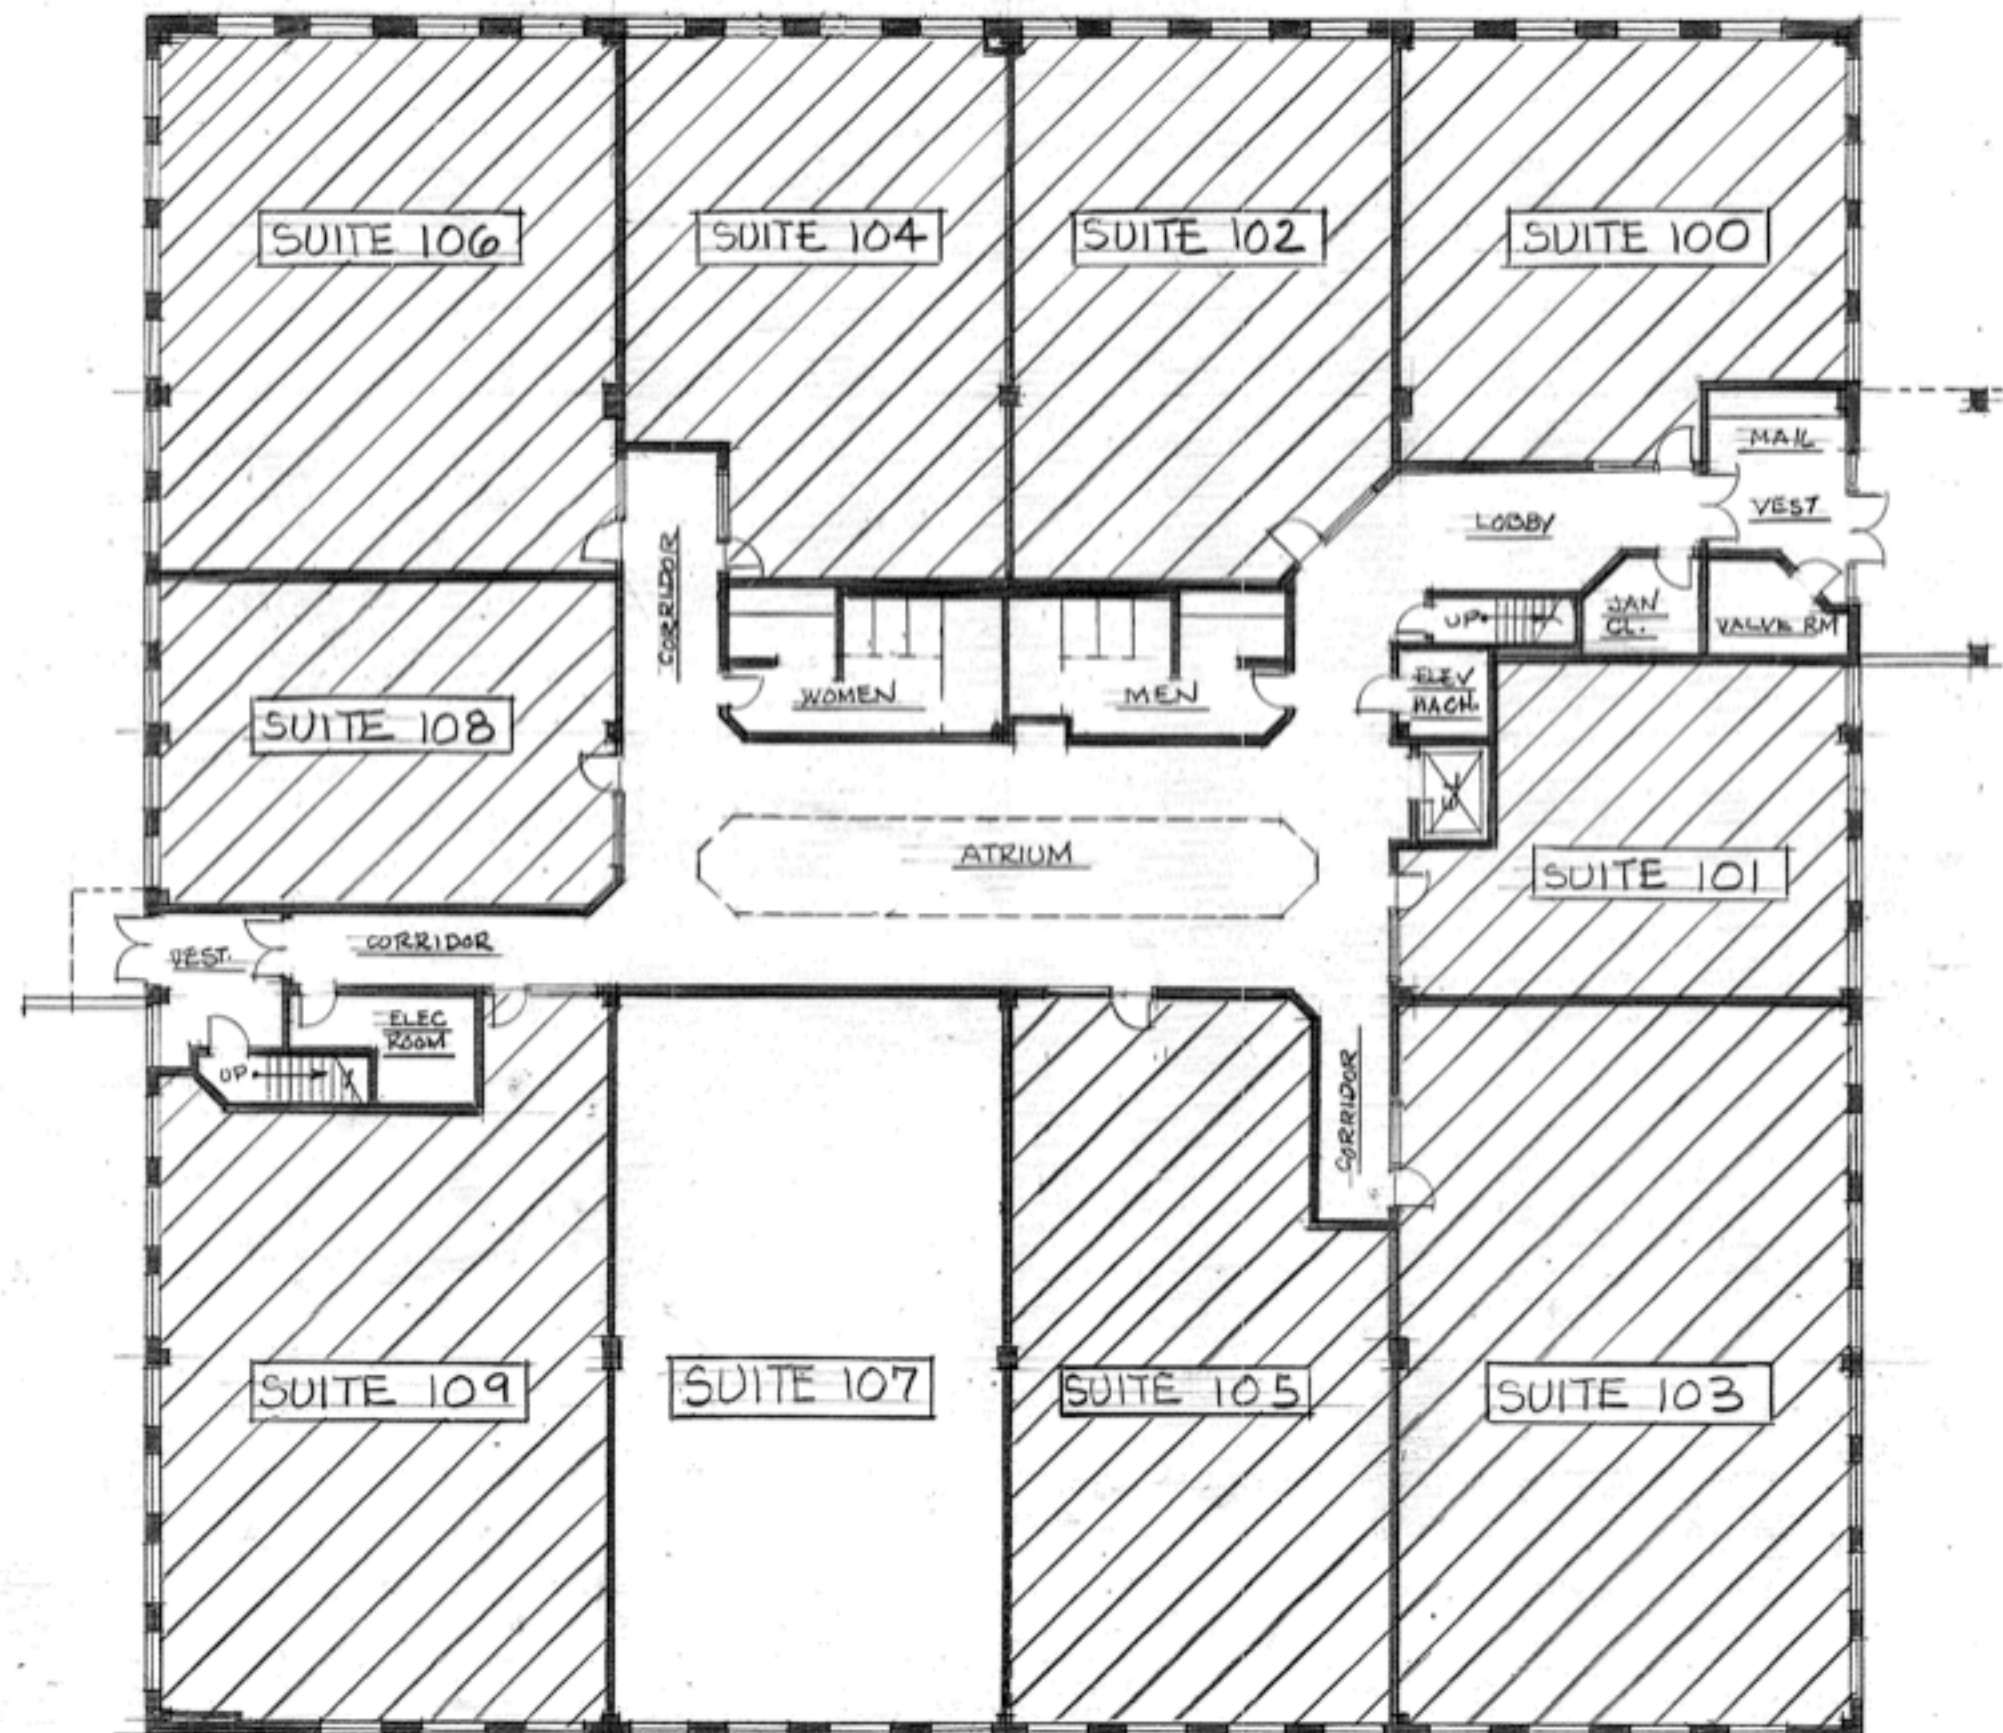 SUITE 106
SUITE 104
SUITE 102
SUITE 100
MAIL
VEST
LOBBY
CORRIDOR
UP
JAN
CL.
VALVE RM
WOMEN
MEN
ELEV
MACH.
SUITE 108
EL
ATRIUM
SUITE 101
CORRIDOR
VEST.
ELEC
ROOM
UP
CORRIDOR
SUITE 109
SUITE 107
SUITE 105
SUITE 103